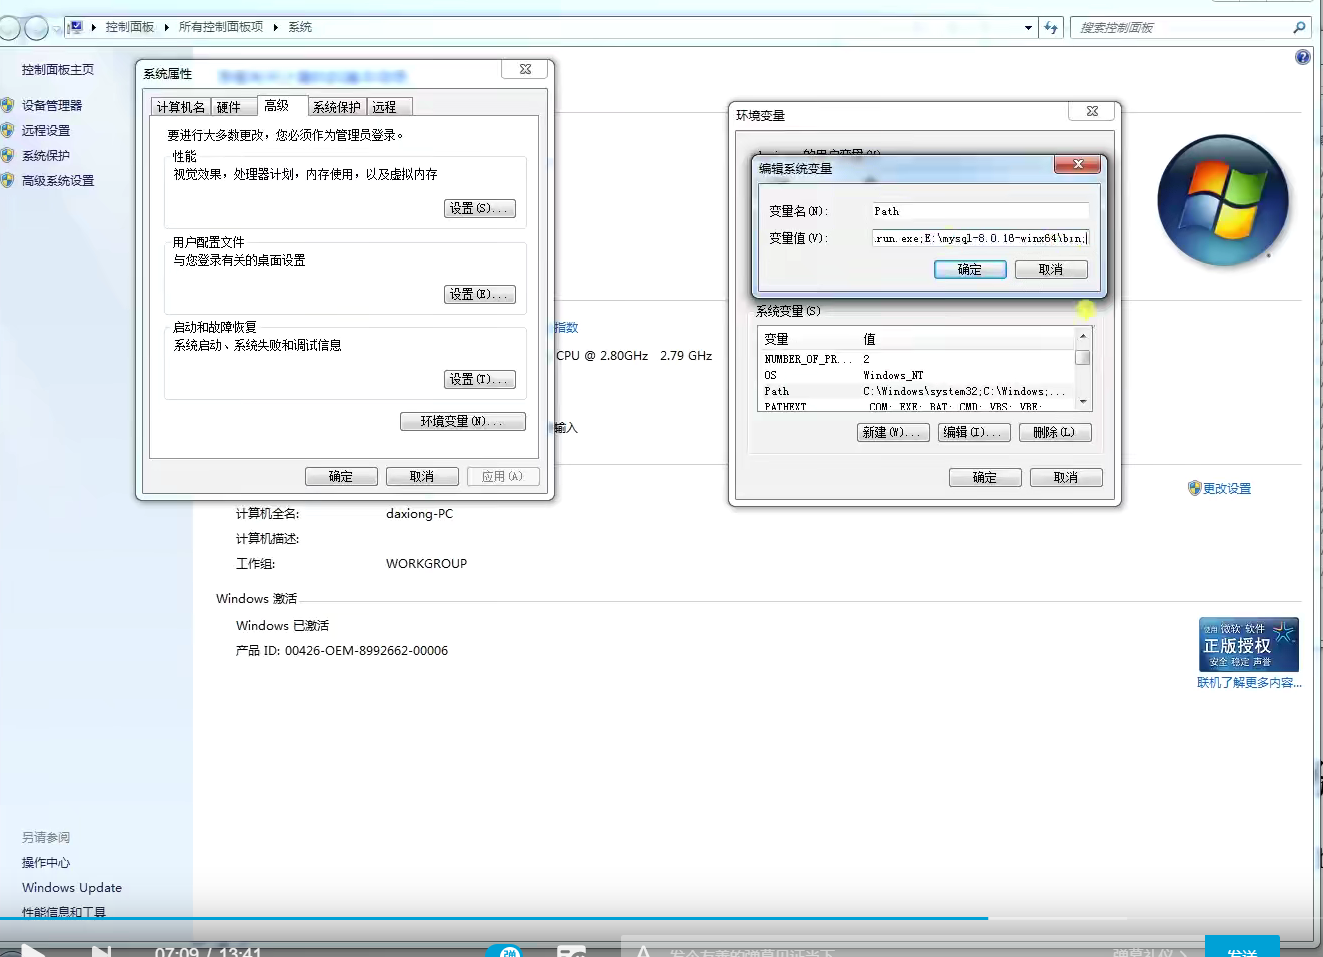 控制面板 所有控制面板项 系统
搜索控制面板
控制面板主页
设备管理器
远程设置
系统保护
高级系统设置
系统属性
计算机名 硬件 高级 系统保护 远程
要进行大多数更改，您必须作为管理员登录。
性能
视觉效果，处理器计划，内存使用，以及虚拟内存
设置(S)...
用户配置文件
与您登录有关的桌面设置
设置(E)...
启动和故障恢复
系统启动、系统失败和调试信息
设置(T)...
环境变量(N)...
确定 取消 应用(A)
指数
CPU @ 2.80GHz 2.79 GHz
输入
环境变量
编辑系统变量
变量名(N): Path
变量值(V): .run.exe;E:\mysql-8.0.16-winx64\bin;
确定 取消
系统变量(S)
变量 值
NUMBER_OF_PR... 2
OS Windows_NT
Path C:\Windows\system32;C:\Windows;...
PATHEXT .COM;.EXE;.BAT;.CMD;.VBS;.VBE;
新建(W)... 编辑(I)... 删除(L)
确定 取消
更改设置
计算机全名: daxiong-PC
计算机描述:
工作组: WORKGROUP
Windows 激活
Windows 已激活
产品 ID: 00426-OEM-8992662-00006
使用 微软 软件
正版授权
安全 稳定 声誉
联机了解更多内容...
另请参阅
操作中心
Windows Update
性能信息和工具
07:09 / 13:41
弹
发个友善的弹幕见证当下
弹幕礼仪
发送